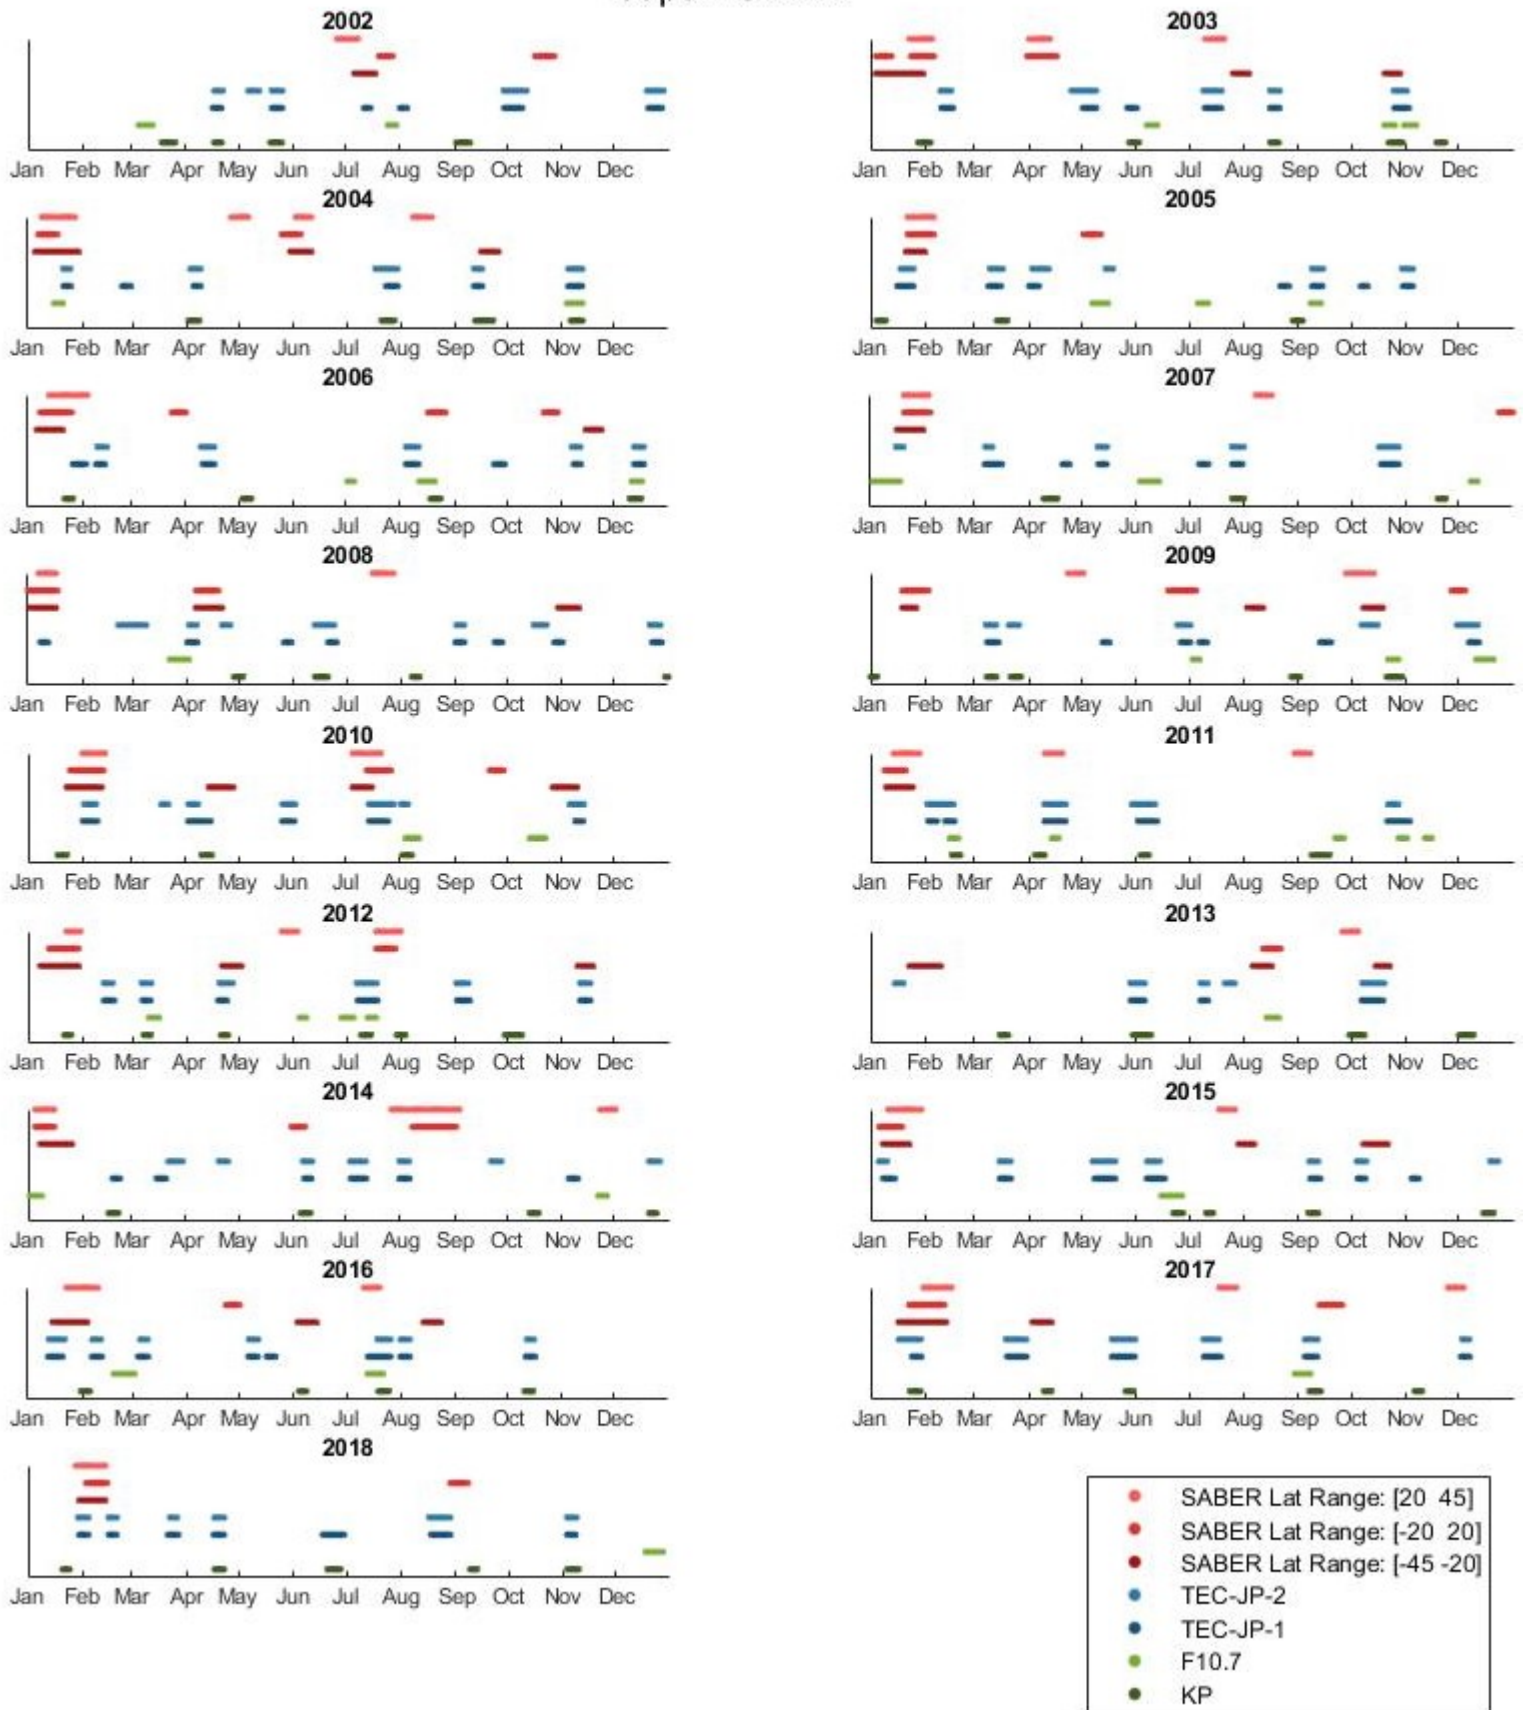 2002
Jan Feb Mar Apr May Jun Jul Aug Sep Oct Nov Dec
2003
Jan Feb Mar Apr May Jun Jul Aug Sep Oct Nov Dec
2004
Jan Feb Mar Apr May Jun Jul Aug Sep Oct Nov Dec
2005
Jan Feb Mar Apr May Jun Jul Aug Sep Oct Nov Dec
2006
Jan Feb Mar Apr May Jun Jul Aug Sep Oct Nov Dec
2007
Jan Feb Mar Apr May Jun Jul Aug Sep Oct Nov Dec
2008
Jan Feb Mar Apr May Jun Jul Aug Sep Oct Nov Dec
2009
Jan Feb Mar Apr May Jun Jul Aug Sep Oct Nov Dec
2010
Jan Feb Mar Apr May Jun Jul Aug Sep Oct Nov Dec
2011
Jan Feb Mar Apr May Jun Jul Aug Sep Oct Nov Dec
2012
Jan Feb Mar Apr May Jun Jul Aug Sep Oct Nov Dec
2013
Jan Feb Mar Apr May Jun Jul Aug Sep Oct Nov Dec
2014
Jan Feb Mar Apr May Jun Jul Aug Sep Oct Nov Dec
2015
Jan Feb Mar Apr May Jun Jul Aug Sep Oct Nov Dec
2016
Jan Feb Mar Apr May Jun Jul Aug Sep Oct Nov Dec
2017
Jan Feb Mar Apr May Jun Jul Aug Sep Oct Nov Dec
2018
Jan Feb Mar Apr May Jun Jul Aug Sep Oct Nov Dec
SABER Lat Range: [20 45]
SABER Lat Range: [-20 20]
SABER Lat Range: [-45 -20]
TEC-JP-2
TEC-JP-1
F10.7
KP